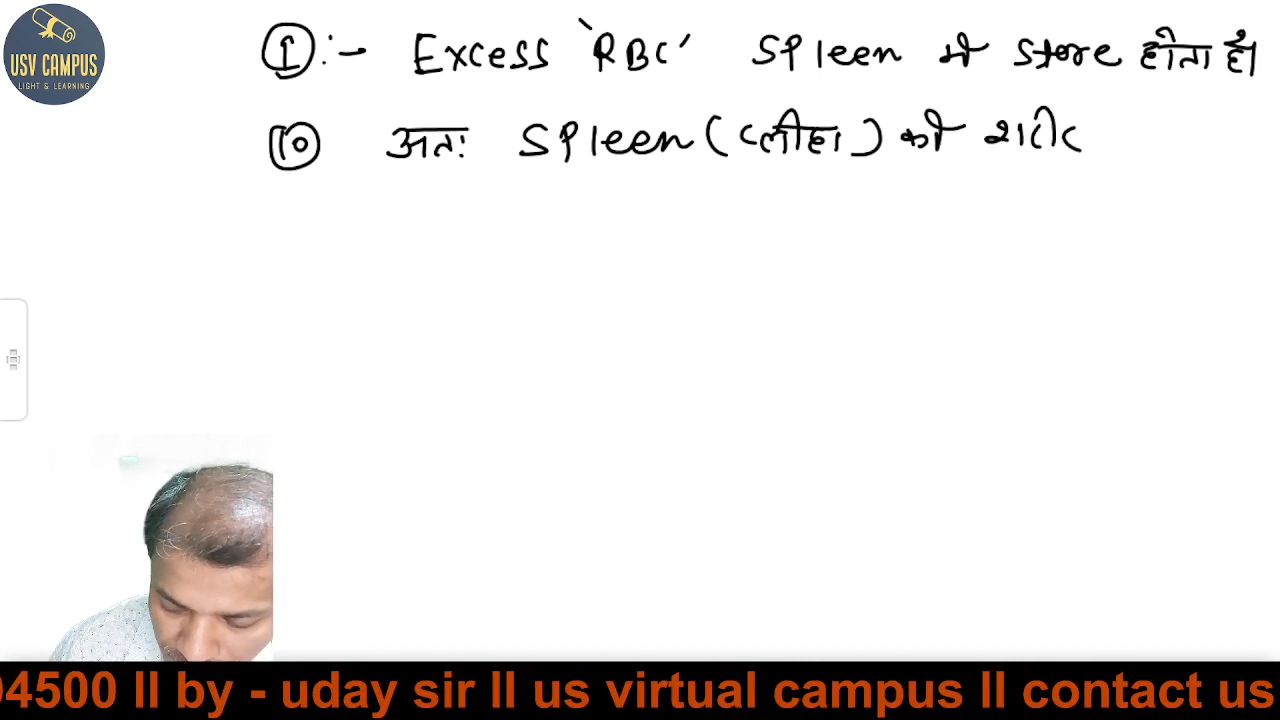 USV CAMPUS
LIGHT & LEARNING
① :- Excess `RBC' Spleen में store होता है।
⑩ अतः Spleen (प्लीहा) को शरीर
04500 ll by - uday sir ll us virtual campus ll contact us